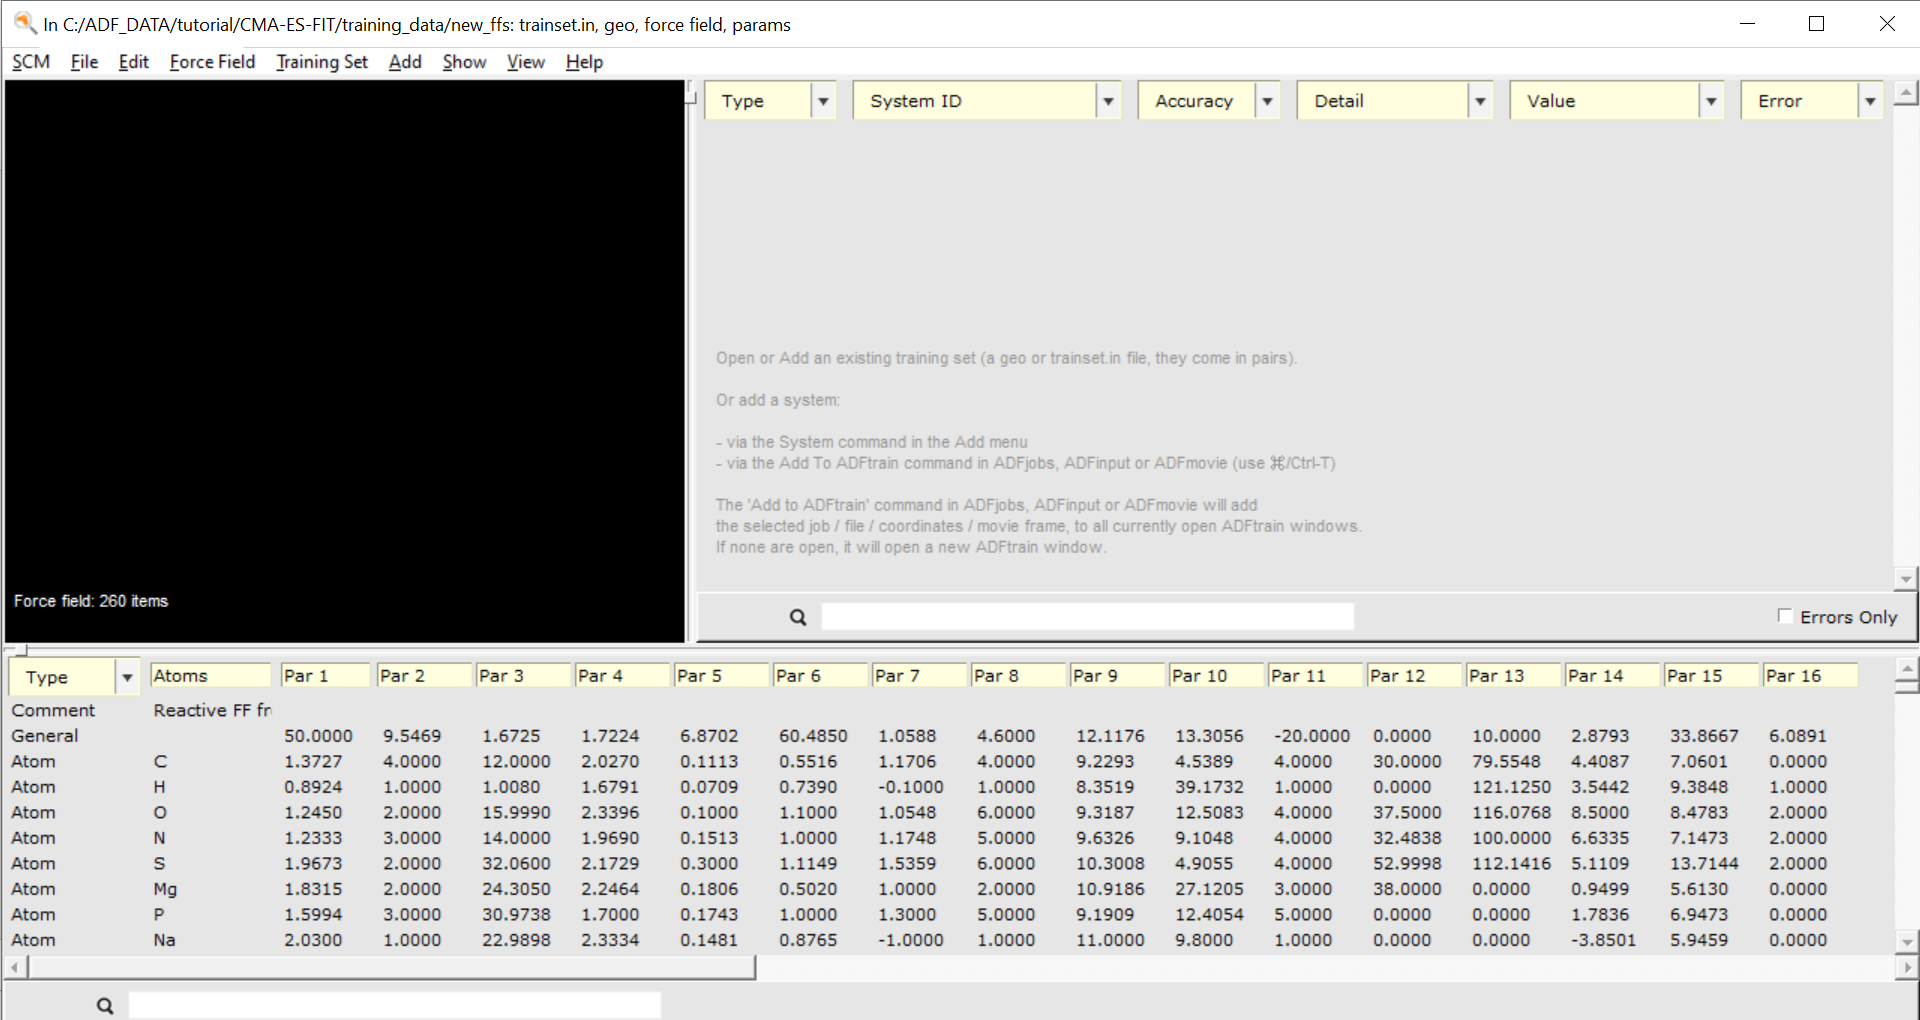 In C:/ADF_DATA/tutorial/CMA-ES-FIT/training_data/new_ffs: trainset.in, geo, force field, params
SCM File Edit Force Field Training Set Add Show View Help
Type System ID Accuracy Detail Value Error
Open or Add an existing training set (a geo or trainset.in file, they come in pairs).
Or add a system:
- via the System command in the Add menu
- via the Add To ADFtrain command in ADFjobs, ADFinput or ADFmovie (use ⌘/Ctrl-T)
The 'Add to ADFtrain' command in ADFjobs, ADFinput or ADFmovie will add
the selected job / file / coordinates / movie frame, to all currently open ADFtrain windows.
If none are open, it will open a new ADFtrain window.
Force field: 260 items
Errors Only
Type Atoms Par 1 Par 2 Par 3 Par 4 Par 5 Par 6 Par 7 Par 8 Par 9 Par 10 Par 11 Par 12 Par 13 Par 14 Par 15 Par 16
Comment Reactive FF fr
General 50.0000 9.5469 1.6725 1.7224 6.8702 60.4850 1.0588 4.6000 12.1176 13.3056 -20.0000 0.0000 10.0000 2.8793 33.8667 6.0891
Atom C 1.3727 4.0000 12.0000 2.0270 0.1113 0.5516 1.1706 4.0000 9.2293 4.5389 4.0000 30.0000 79.5548 4.4087 7.0601 0.0000
Atom H 0.8924 1.0000 1.0080 1.6791 0.0709 0.7390 -0.1000 1.0000 8.3519 39.1732 1.0000 0.0000 121.1250 3.5442 9.3848 1.0000
Atom O 1.2450 2.0000 15.9990 2.3396 0.1000 1.1000 1.0548 6.0000 9.3187 12.5083 4.0000 37.5000 116.0768 8.5000 8.4783 2.0000
Atom N 1.2333 3.0000 14.0000 1.9690 0.1513 1.0000 1.1748 5.0000 9.6326 9.1048 4.0000 32.4838 100.0000 6.6335 7.1473 2.0000
Atom S 1.9673 2.0000 32.0600 2.1729 0.3000 1.1149 1.5359 6.0000 10.3008 4.9055 4.0000 52.9998 112.1416 5.1109 13.7144 2.0000
Atom Mg 1.8315 2.0000 24.3050 2.2464 0.1806 0.5020 1.0000 2.0000 10.9186 27.1205 3.0000 38.0000 0.0000 0.9499 5.6130 0.0000
Atom P 1.5994 3.0000 30.9738 1.7000 0.1743 1.0000 1.3000 5.0000 9.1909 12.4054 5.0000 0.0000 0.0000 1.7836 6.9473 0.0000
Atom Na 2.0300 1.0000 22.9898 2.3334 0.1481 0.8765 -1.0000 1.0000 11.0000 9.8000 1.0000 0.0000 0.0000 -3.8501 5.9459 0.0000